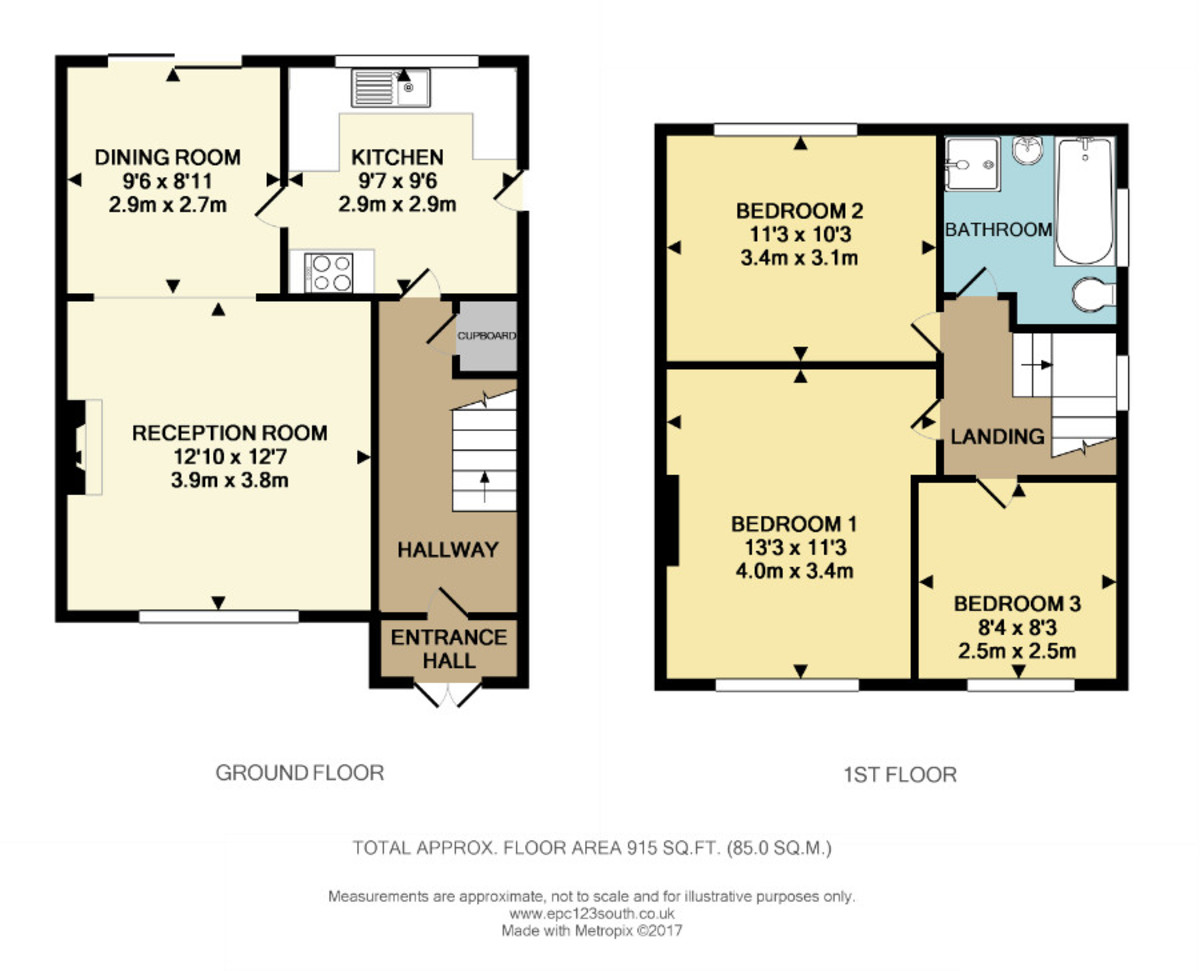 DINING ROOM
9'6 x 8'11
2.9m x 2.7m
KITCHEN
9'7 x 9'6
2.9m x 2.9m
CUPBOARD
RECEPTION ROOM
12'10 x 12'7
3.9m x 3.8m
HALLWAY
ENTRANCE
HALL
GROUND FLOOR
BEDROOM 2
11'3 x 10'3
3.4m x 3.1m
BATHROOM
LANDING
BEDROOM 1
13'3 x 11'3
4.0m x 3.4m
BEDROOM 3
8'4 x 8'3
2.5m x 2.5m
1ST FLOOR
TOTAL APPROX. FLOOR AREA 915 SQ.FT. (85.0 SQ.M.)
Measurements are approximate, not to scale and for illustrative purposes only.
www.epc123south.co.uk
Made with Metropix ©2017